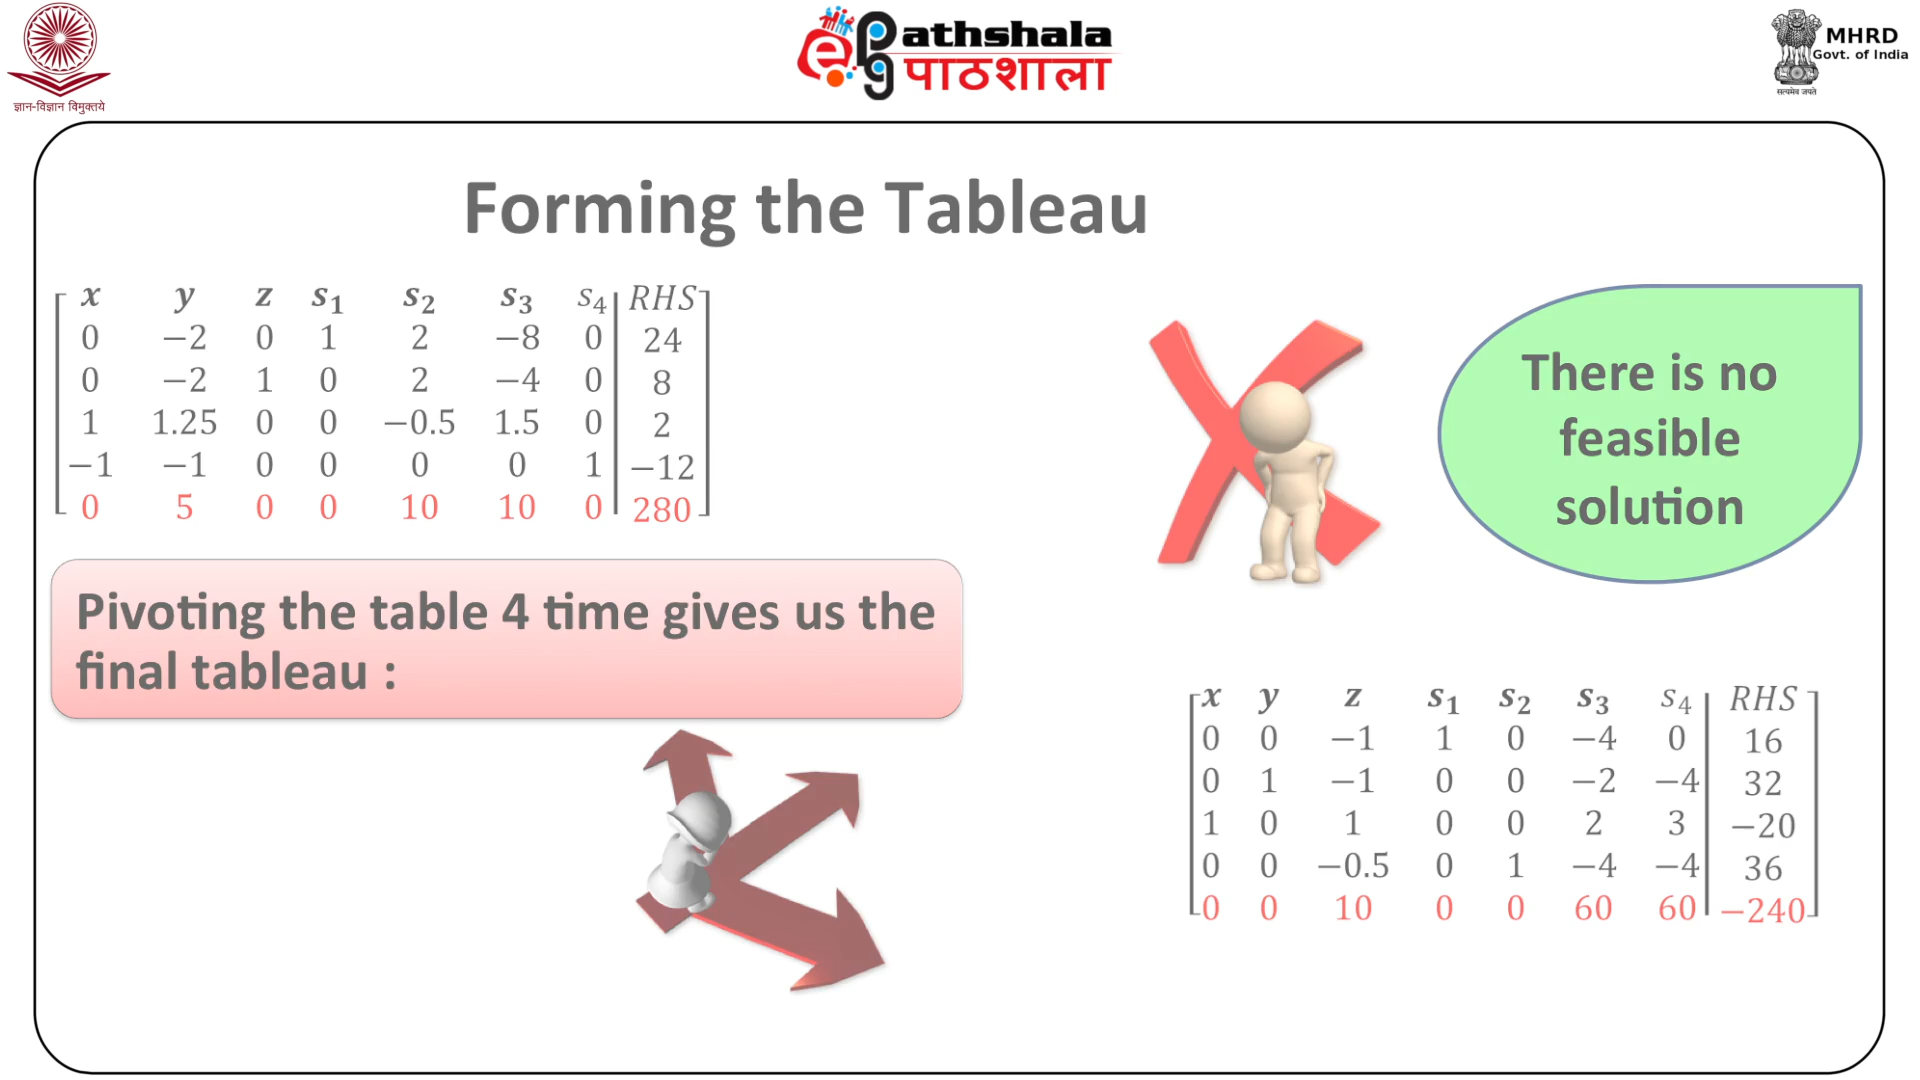 ज्ञान-विज्ञान विमुक्तये
ePathshala
पाठशाला
MHRD
Govt. of India
सत्यमेव जयते
Forming the Tableau
x y z s₁ s₂ s₃ s₄ RHS
0 −2 0 1 2 −8 0 24
0 −2 1 0 2 −4 0 8
1 1.25 0 0 −0.5 1.5 0 2
−1 −1 0 0 0 0 1 −12
0 5 0 0 10 10 0 280
There is no
feasible
solution
Pivoting the table 4 time gives us the
final tableau :
x y z s₁ s₂ s₃ s₄ RHS
0 0 −1 1 0 −4 0 16
0 1 −1 0 0 −2 −4 32
1 0 1 0 0 2 3 −20
0 0 −0.5 0 1 −4 −4 36
0 0 10 0 0 60 60 −240